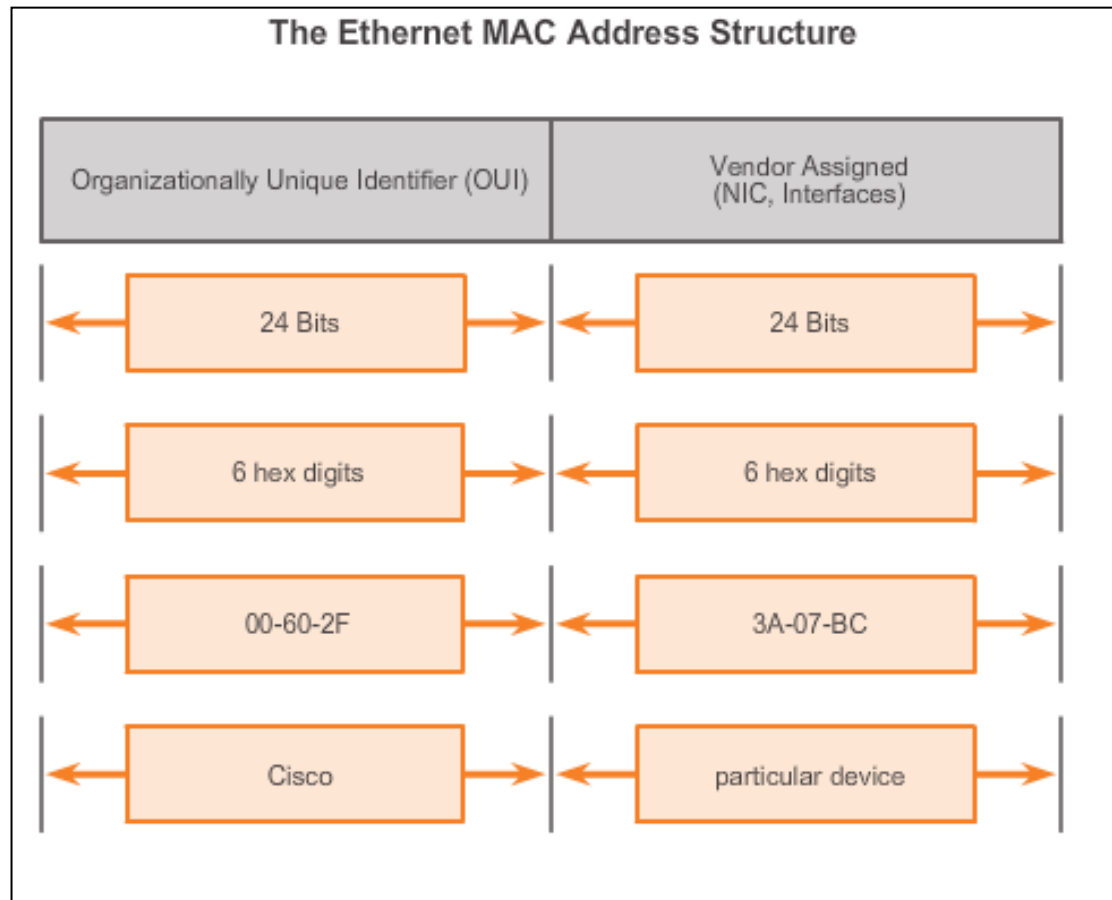 The Ethernet MAC Address Structure
Organizationally Unique Identifier (OUI)
Vendor Assigned
(NIC, Interfaces)
24 Bits
24 Bits
6 hex digits
6 hex digits
00-60-2F
3A-07-BC
Cisco
particular device